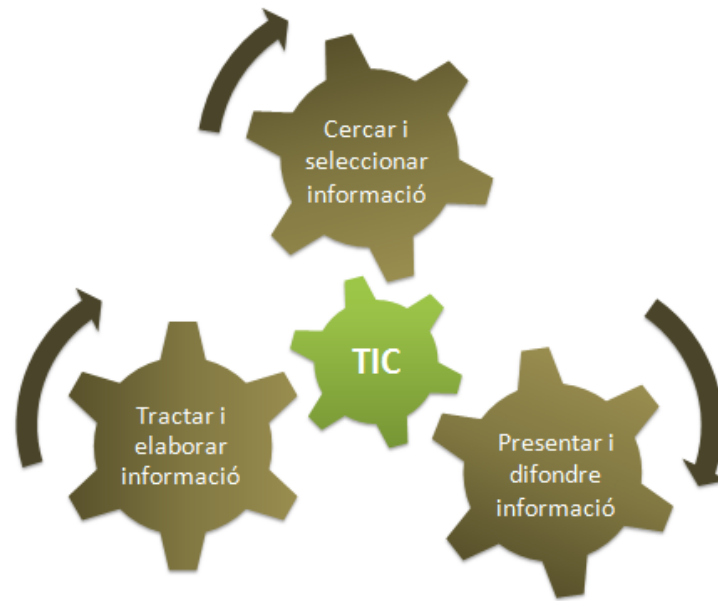 Cercar i
seleccionar
informació
TIC
Tractar i
elaborar
informació
Presentar i
difondre
informació